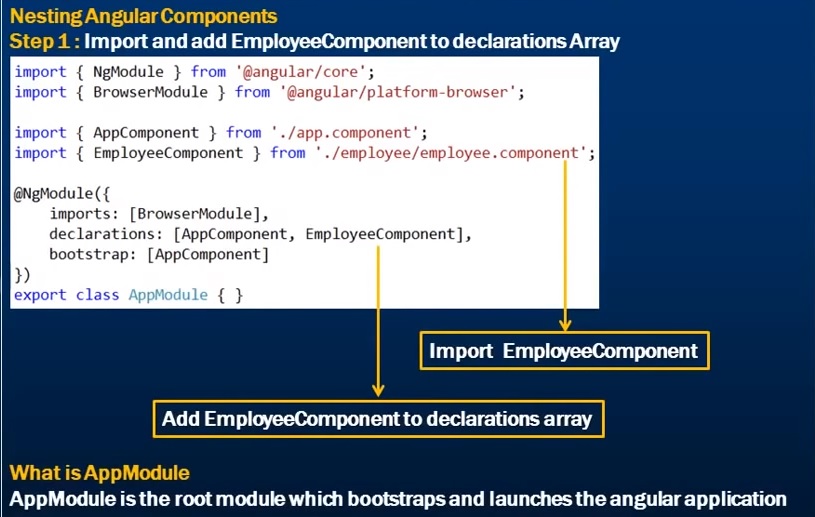 Nesting Angular Components
Step 1 : Import and add EmployeeComponent to declarations Array
import { NgModule } from '@angular/core';
import { BrowserModule } from '@angular/platform-browser';
import { AppComponent } from './app.component';
import { EmployeeComponent } from './employee/employee.component';
@NgModule({
    imports: [BrowserModule],
    declarations: [AppComponent, EmployeeComponent],
    bootstrap: [AppComponent]
})
export class AppModule { }
Import EmployeeComponent
Add EmployeeComponent to declarations array
What is AppModule
AppModule is the root module which bootstraps and launches the angular application